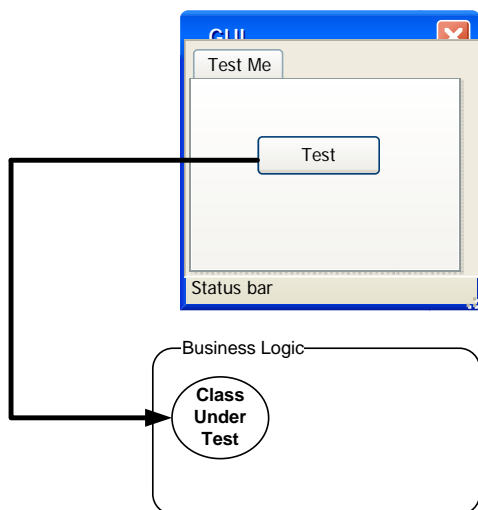 GUI
Test Me
Test
Status bar
Business Logic
Class
Under
Test